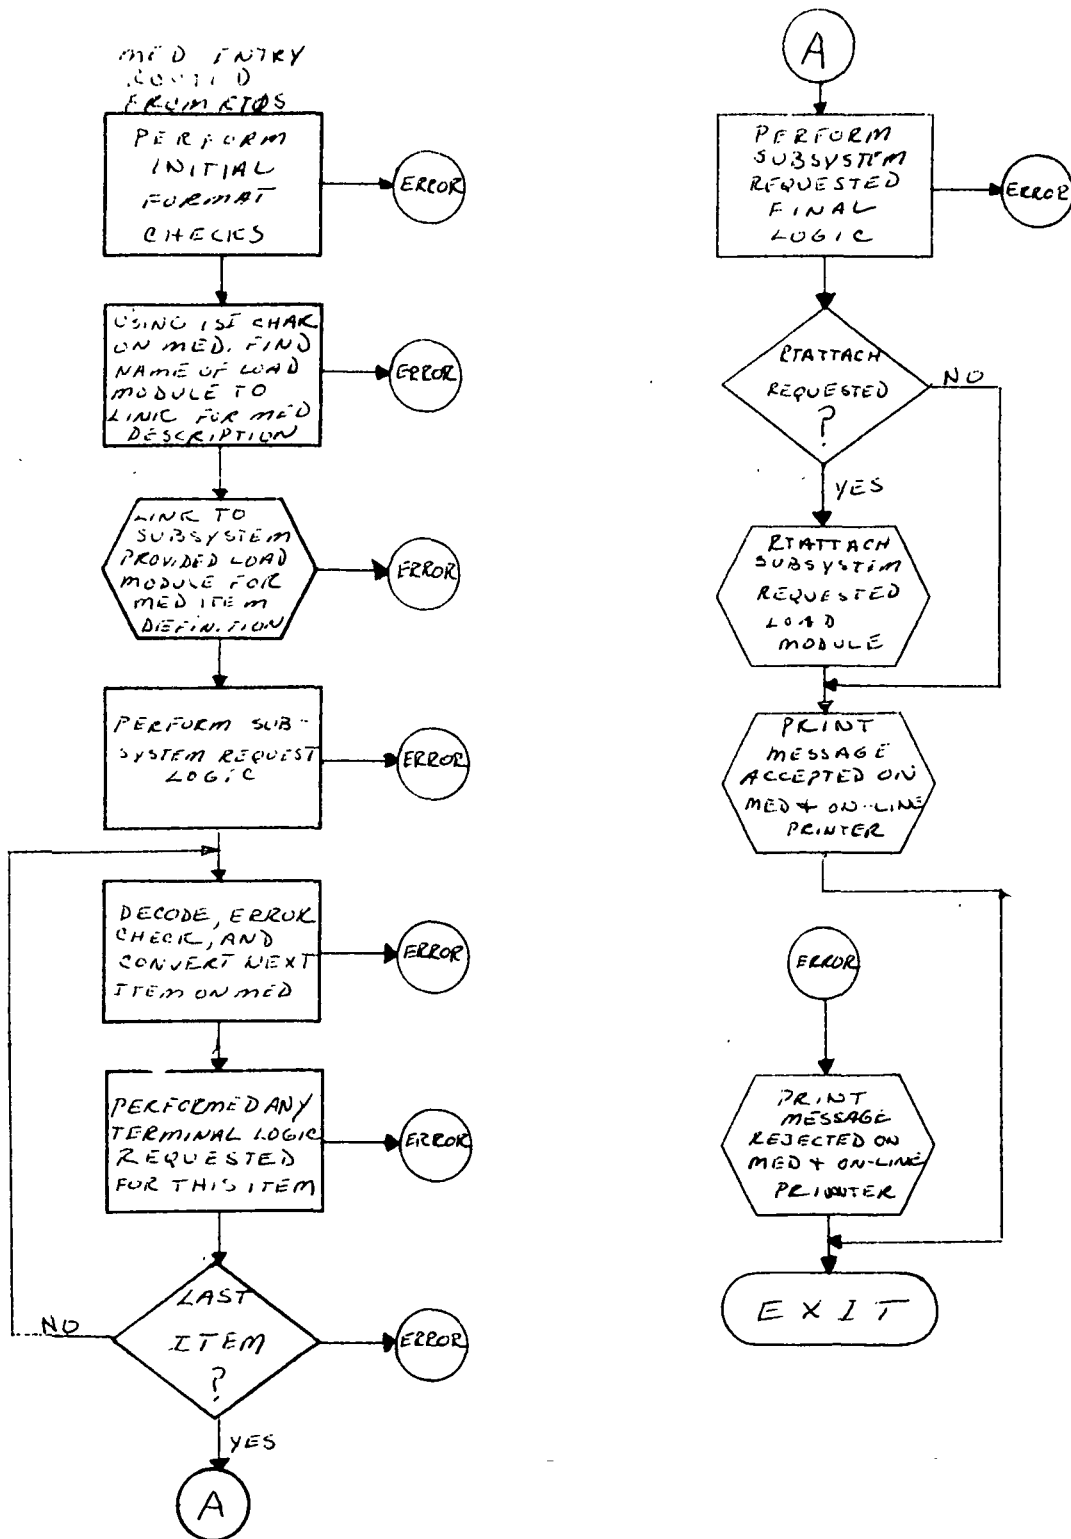 MED ENTRY
ROUTED
FROM RTOS
PERFORM
INITIAL
FORMAT
CHECKS
ERROR
USING 1ST CHAR
ON MED. FIND
NAME OF LOAD
MODULE TO
LINK FOR MED
DESCRIPTION
ERROR
LINK TO
SUBSYSTEM
PROVIDED LOAD
MODULE FOR
MED ITEM
DEFINITION
ERROR
PERFORM SUB-
SYSTEM REQUEST
LOGIC
ERROR
DECODE, ERROR
CHECK, AND
CONVERT NEXT
ITEM ON MED
ERROR
PERFORMED ANY
TERMINAL LOGIC
REQUESTED
FOR THIS ITEM
ERROR
LAST
ITEM
?
NO
ERROR
YES
A
A
PERFORM
SUBSYSTEM
REQUESTED
FINAL
LOGIC
ERROR
RTATTACH
REQUESTED
?
NO
YES
RTATTACH
SUBSYSTEM
REQUESTED
LOAD
MODULE
PRINT
MESSAGE
ACCEPTED ON
MED + ON-LINE
PRINTER
ERROR
PRINT
MESSAGE
REJECTED ON
MED + ON-LINE
PRINTER
EXIT